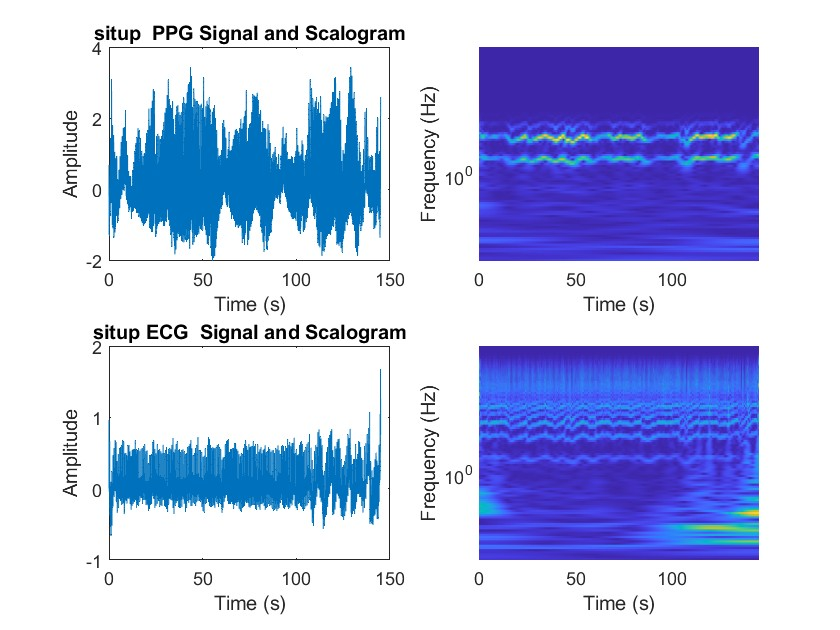 situp  PPG Signal and Scalogram
4
2
0
-2
Amplitude
0
50
100
150
Time (s)
Frequency (Hz)
10^0
0
50
100
Time (s)
situp ECG  Signal and Scalogram
2
1
0
-1
Amplitude
0
50
100
150
Time (s)
Frequency (Hz)
10^0
0
50
100
Time (s)